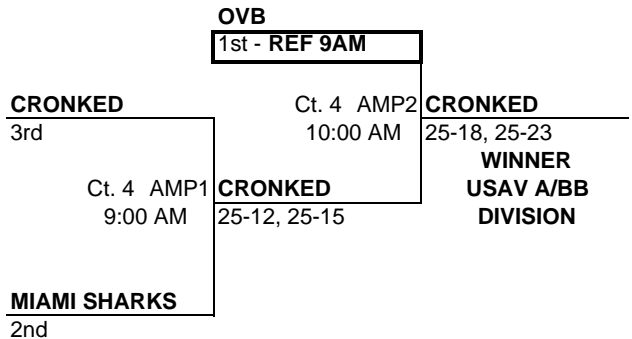 OVB
1st - REF 9AM
CRONKED
Ct. 4 AMP2
CRONKED
3rd
10:00 AM
25-18, 25-23
WINNER
Ct. 4 AMP1
CRONKED
USAV A/BB
9:00 AM
25-12, 25-15
DIVISION
MIAMI SHARKS
2nd